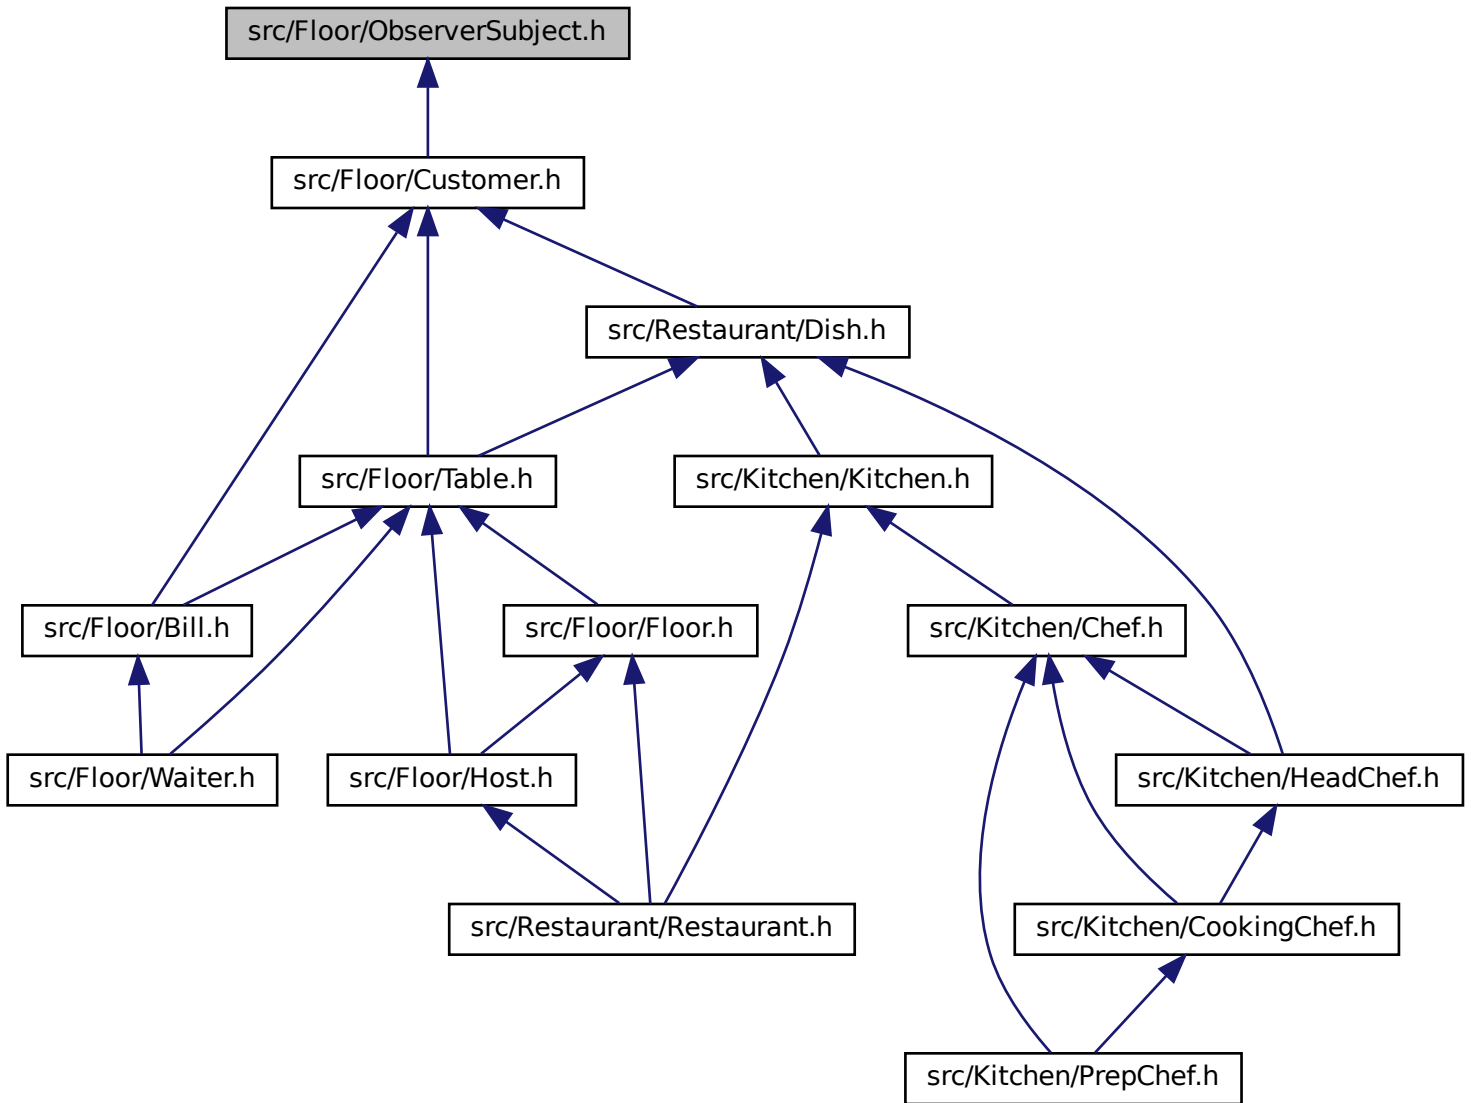 src/Floor/ObserverSubject.h
src/Floor/Customer.h
src/Restaurant/Dish.h
src/Floor/Table.h
src/Kitchen/Kitchen.h
src/Floor/Bill.h
src/Floor/Floor.h
src/Kitchen/Chef.h
src/Floor/Waiter.h
src/Floor/Host.h
src/Kitchen/HeadChef.h
src/Restaurant/Restaurant.h
src/Kitchen/CookingChef.h
src/Kitchen/PrepChef.h